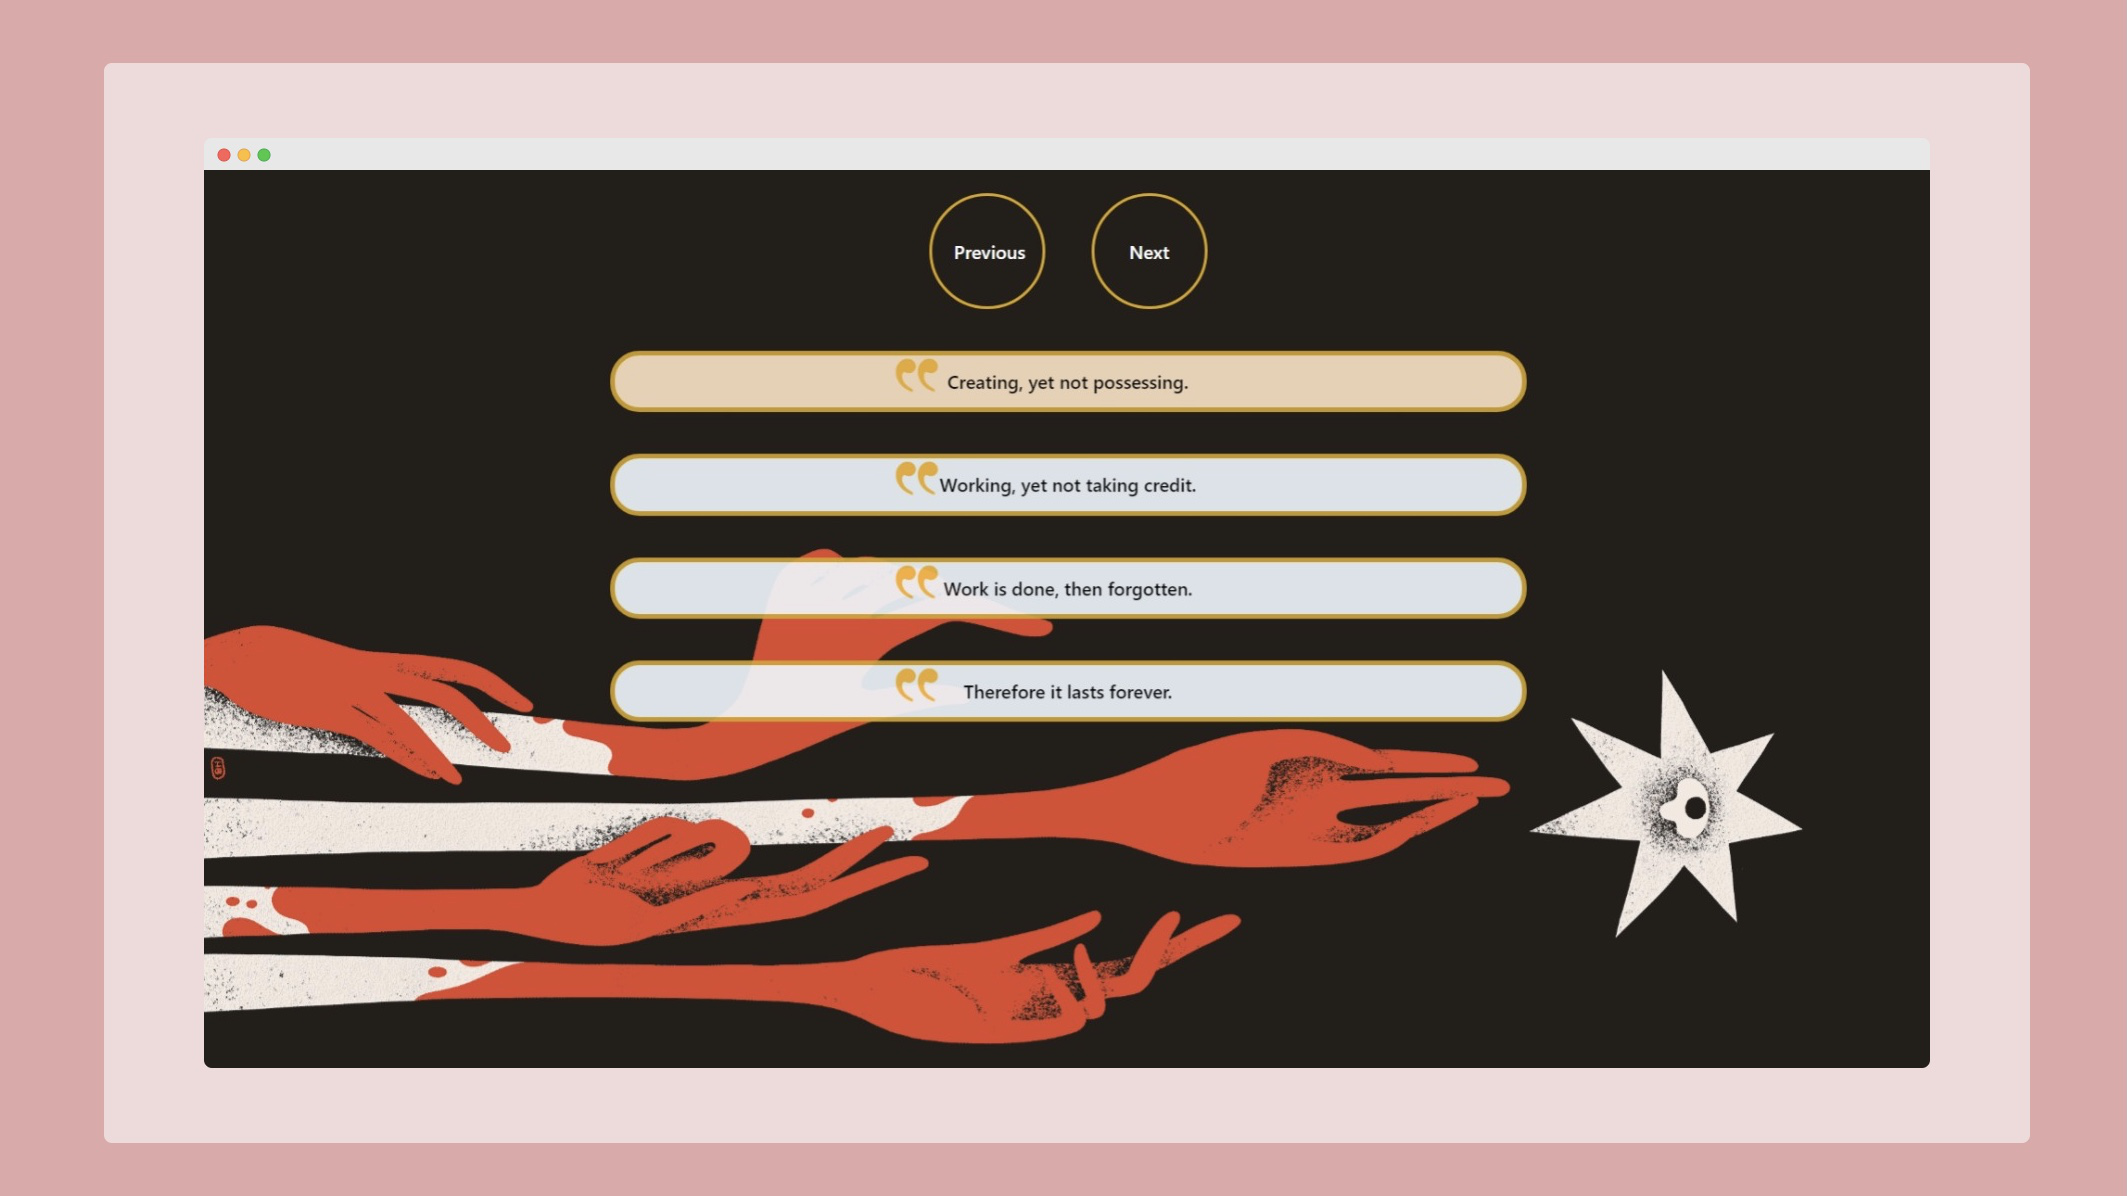 Previous
Next
“ Creating, yet not possessing.
“ Working, yet not taking credit.
“ Work is done, then forgotten.
“ Therefore it lasts forever.